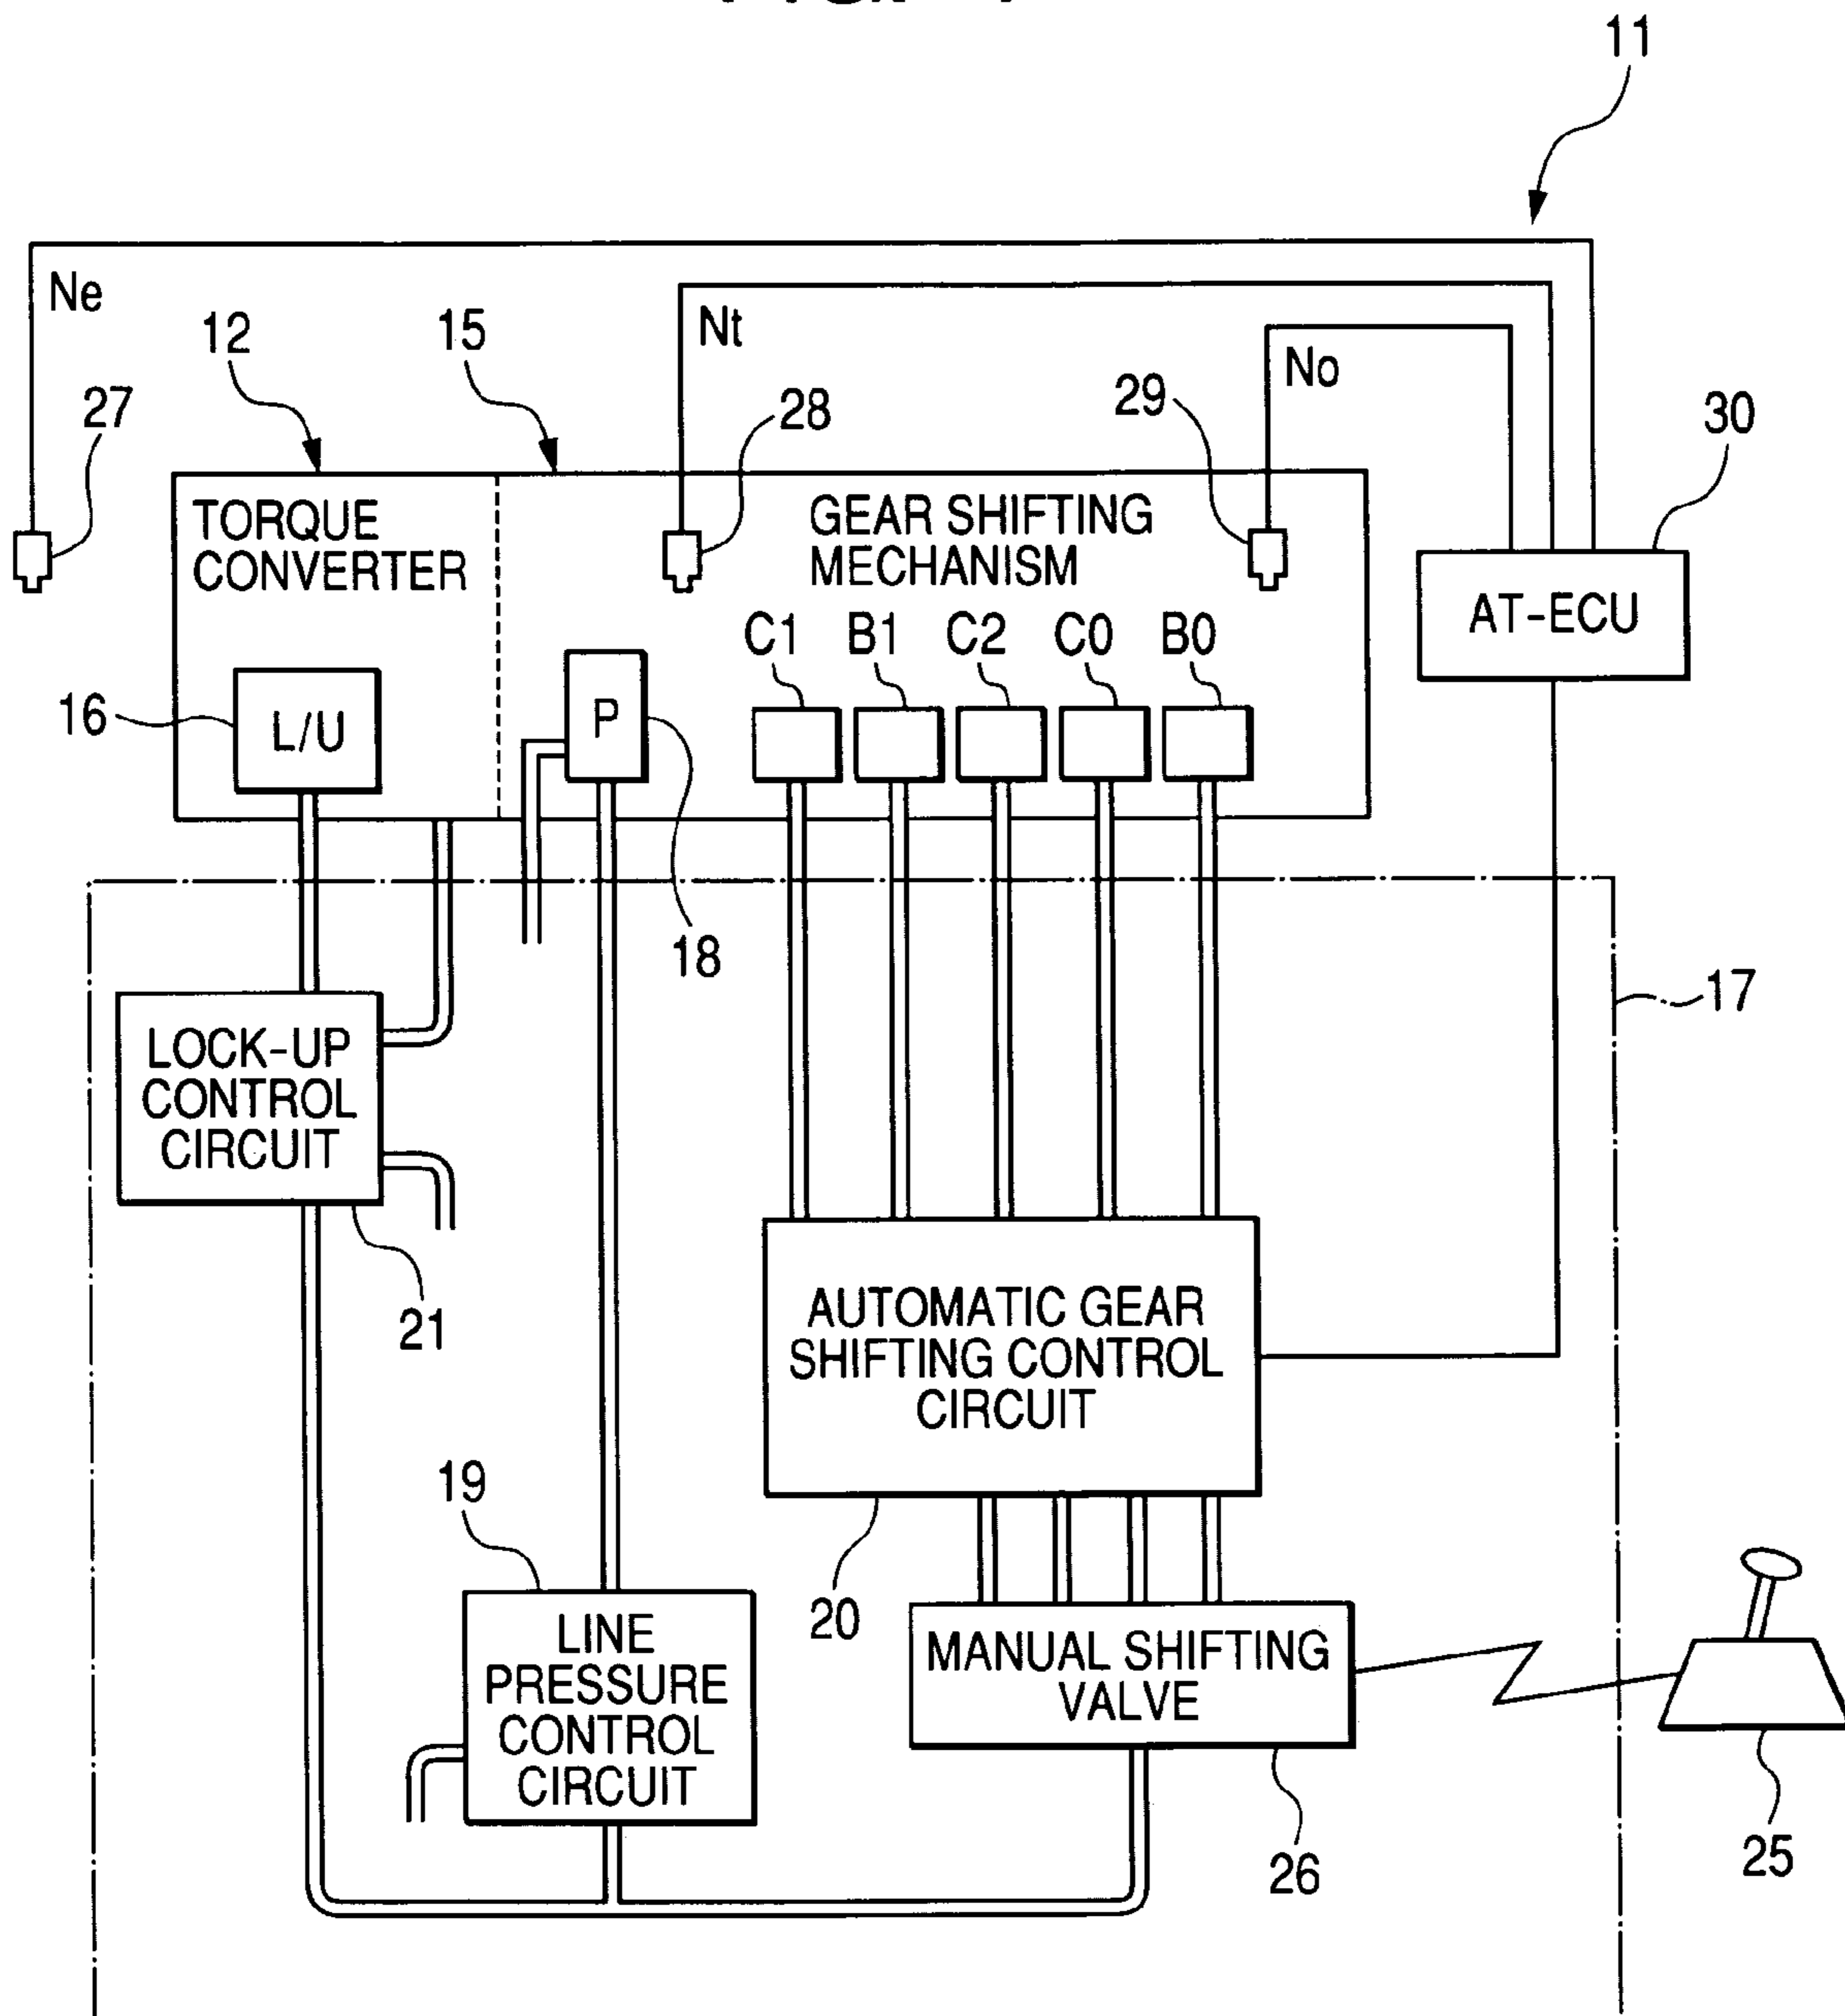 11
Ne
Nt
No
12
15
27
28
29
30
TORQUE
CONVERTER
GEAR SHIFTING
MECHANISM
AT-ECU
C1
B1
C2
C0
B0
16
L/U
P
18
17
LOCK-UP
CONTROL
CIRCUIT
21
AUTOMATIC GEAR
SHIFTING CONTROL
CIRCUIT
19
20
LINE
PRESSURE
CONTROL
CIRCUIT
MANUAL SHIFTING
VALVE
26
25